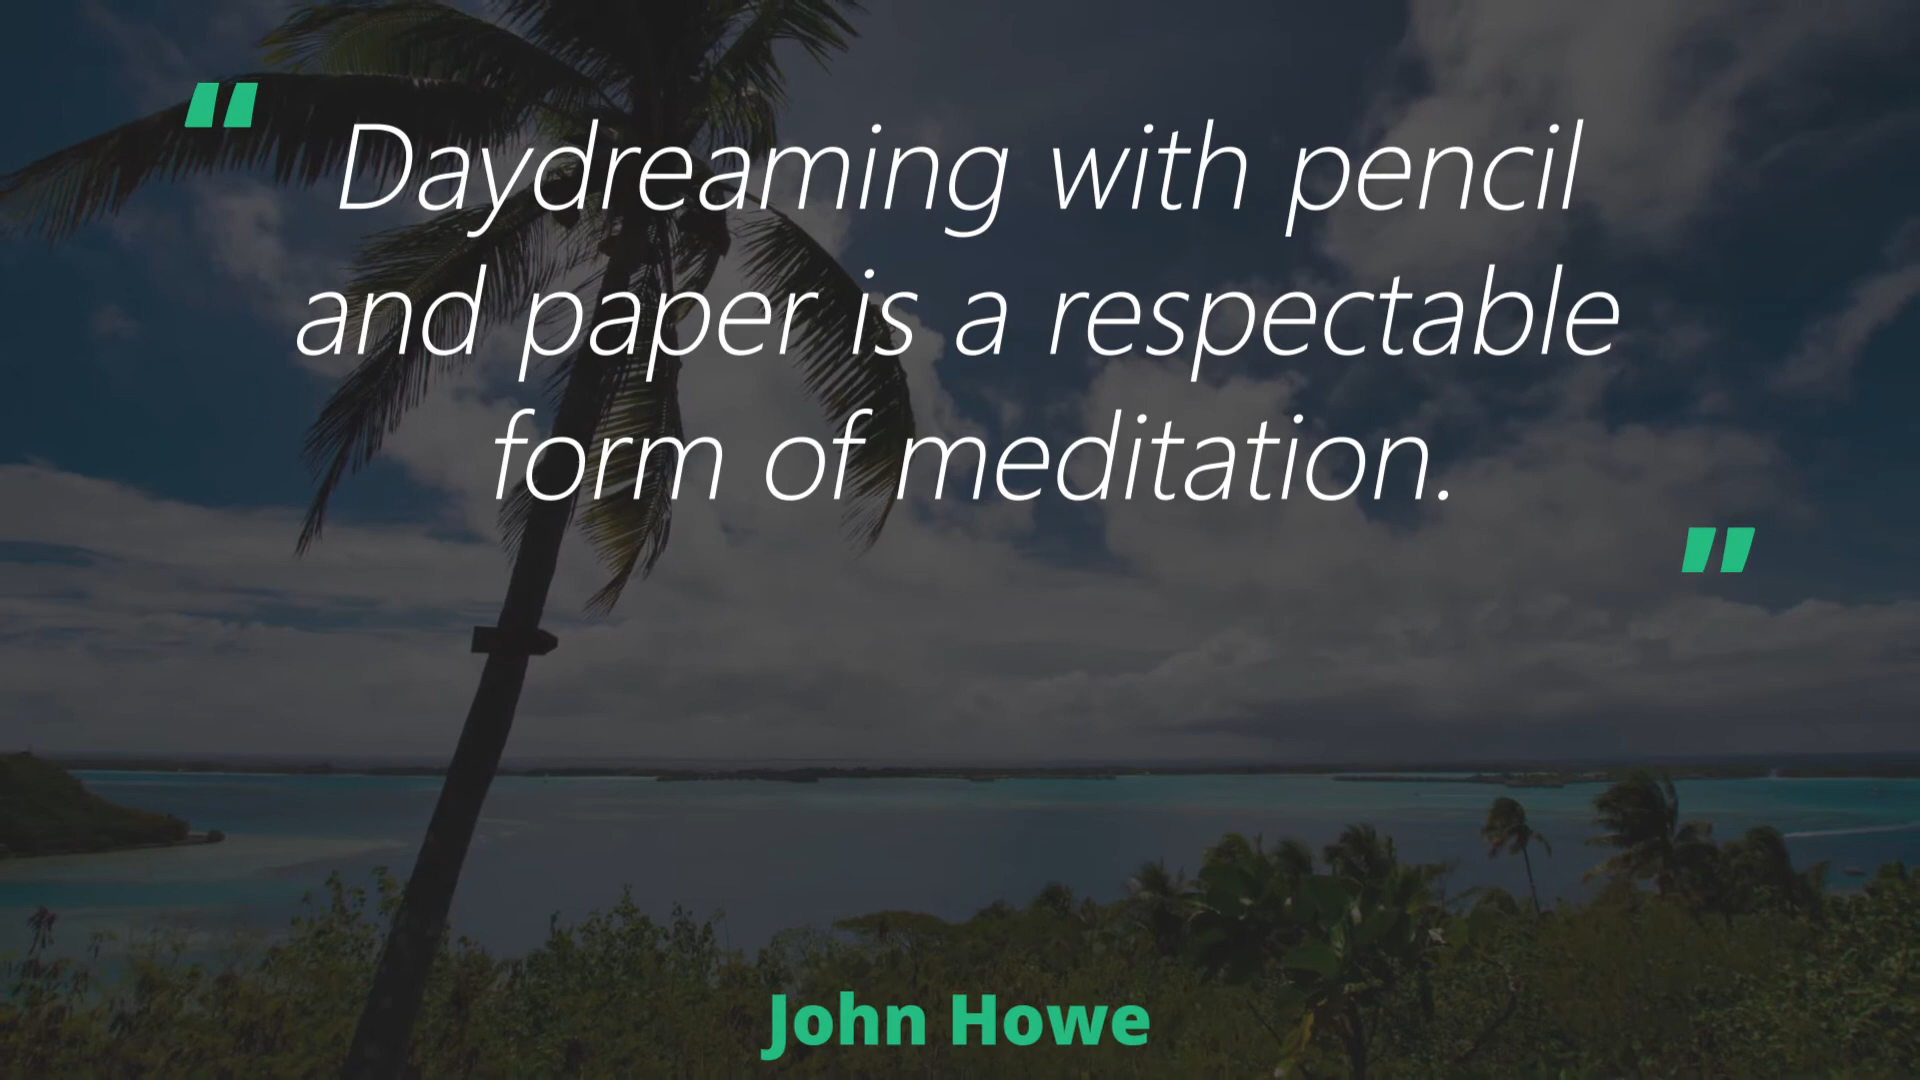 "Daydreaming with pencil
and paper is a respectable
form of meditation."
John Howe